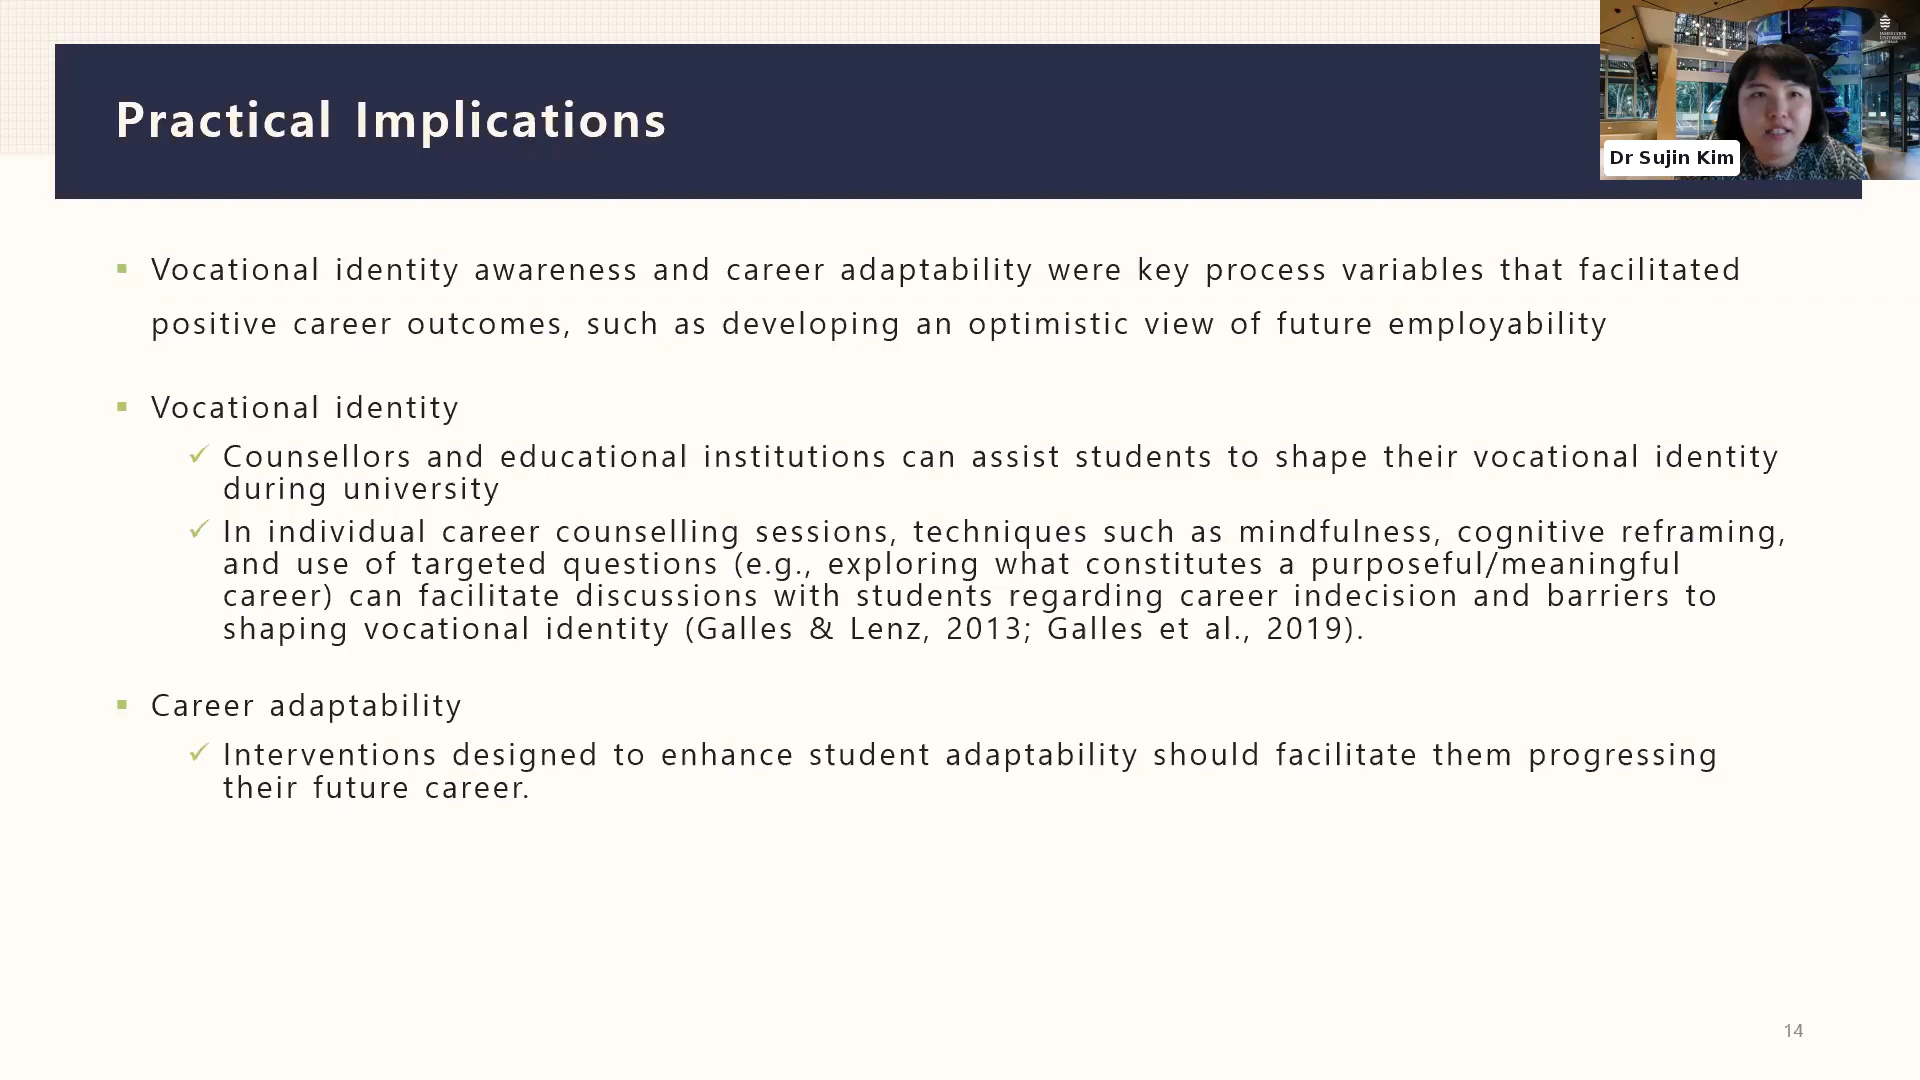 Practical Implications
JAMES COOK
UNIVERSITY
Dr Sujin Kim
Vocational identity awareness and career adaptability were key process variables that facilitated
positive career outcomes, such as developing an optimistic view of future employability
Vocational identity
Counsellors and educational institutions can assist students to shape their vocational identity
during university
In individual career counselling sessions, techniques such as mindfulness, cognitive reframing,
and use of targeted questions (e.g., exploring what constitutes a purposeful/meaningful
career) can facilitate discussions with students regarding career indecision and barriers to
shaping vocational identity (Galles & Lenz, 2013; Galles et al., 2019).
Career adaptability
Interventions designed to enhance student adaptability should facilitate them progressing
their future career.
14